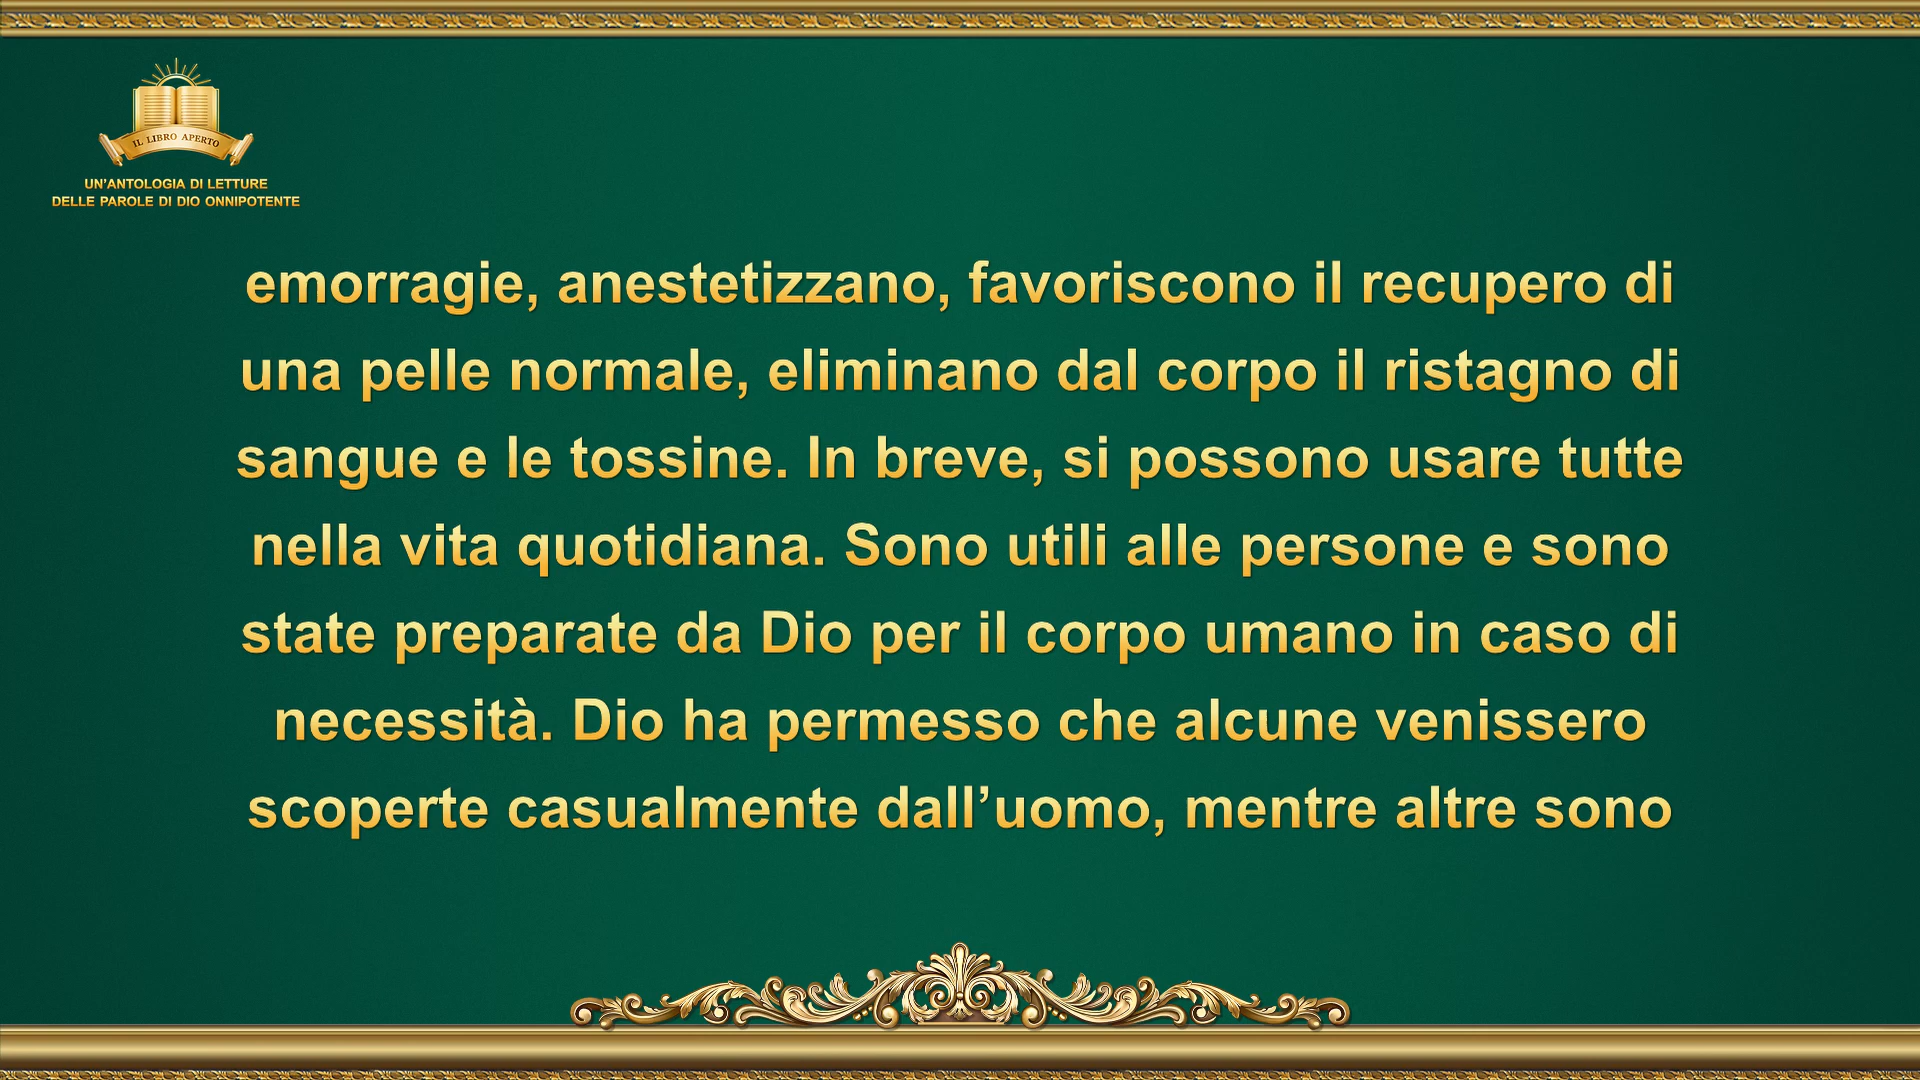 IL LIBRO APERTO
UN’ANTOLOGIA DI LETTURE
DELLE PAROLE DI DIO ONNIPOTENTE
emorragie, anestetizzano, favoriscono il recupero di
una pelle normale, eliminano dal corpo il ristagno di
sangue e le tossine. In breve, si possono usare tutte
nella vita quotidiana. Sono utili alle persone e sono
state preparate da Dio per il corpo umano in caso di
necessità. Dio ha permesso che alcune venissero
scoperte casualmente dall’uomo, mentre altre sono